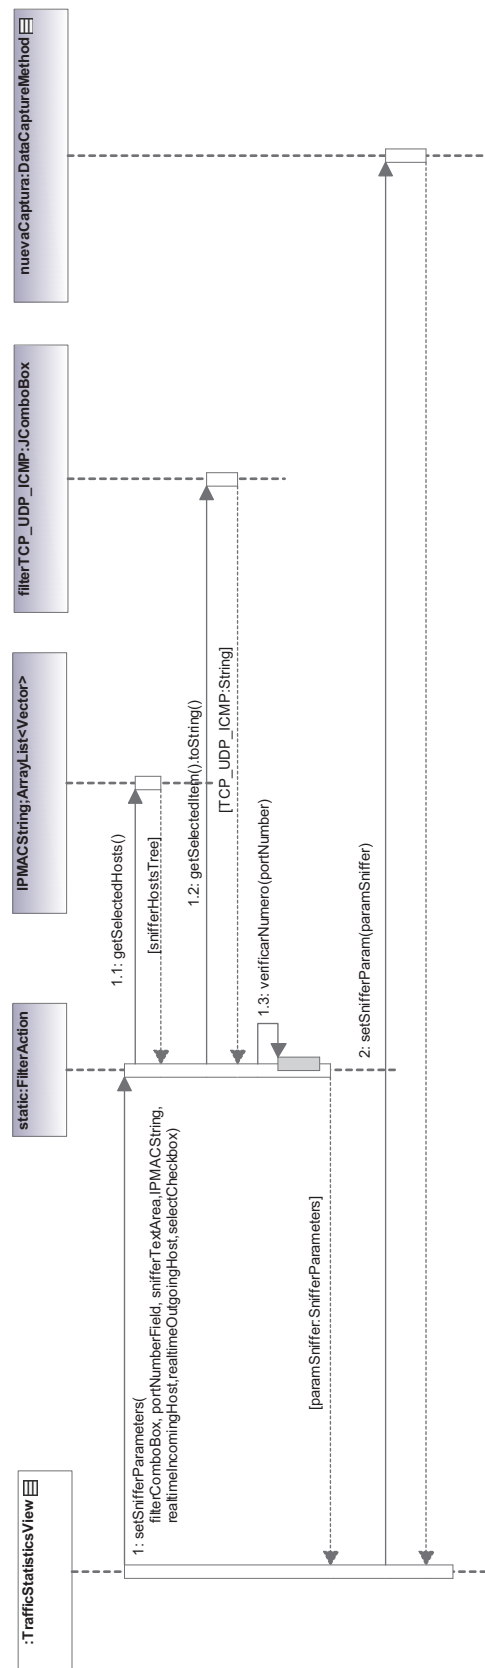 :TrafficStatisticsView
static:FilterAction
IPMACString:ArrayList<Vector>
filterTCP_UDP_ICMP:JComboBox
nuevaCaptura:DataCaptureMethod
1: setSnifferParameters(
filterComboBox, portNumberField, snifferTextArea,IPMACString,
realtimeIncomingHost,realtimeOutgoingHost,selectCheckbox)
1.1: getSelectedHosts()
[snifferHostsTree]
1.2: getSelectedItem().toString()
[TCP_UDP_ICMP:String]
1.3: verificarNumero(portNumber)
[paramSniffer:SnifferParameters]
2: setSnifferParam(paramSniffer)